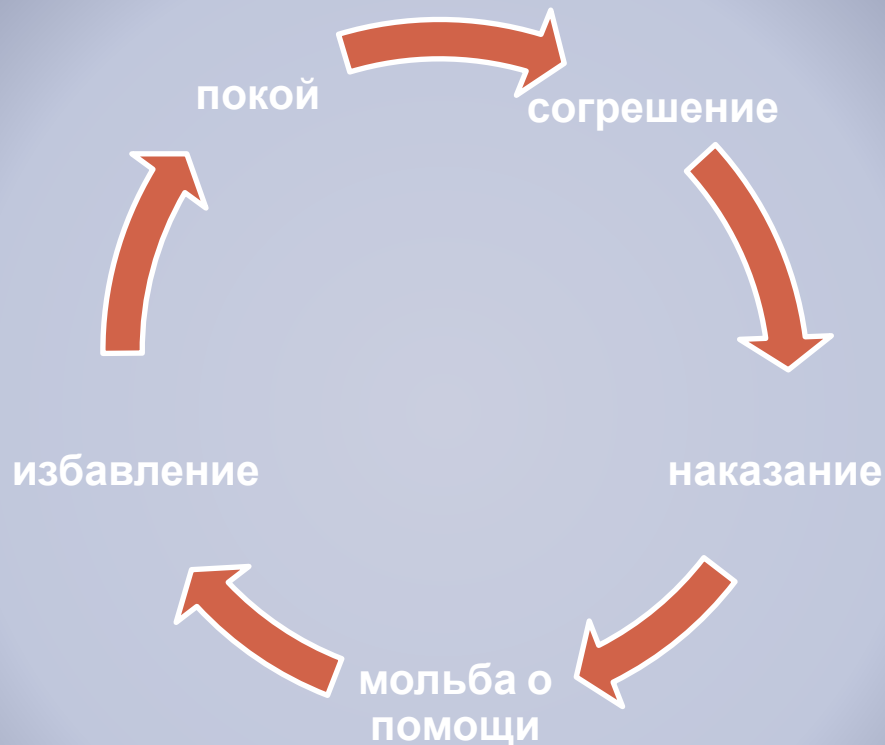 покой
согрешение
наказание
мольба о
помощи
избавление